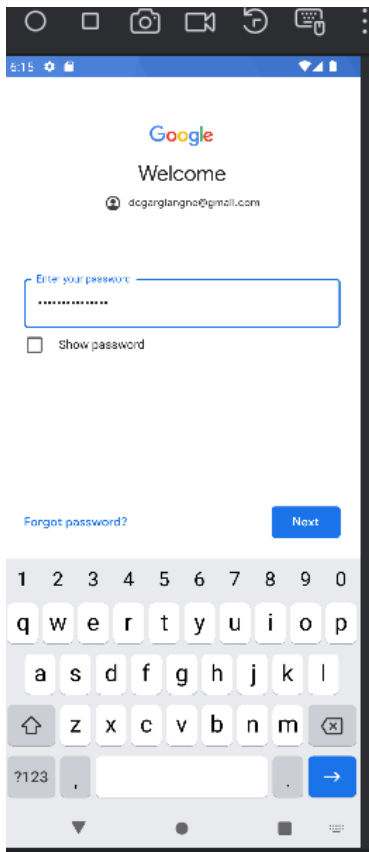 6:15
Google
Welcome
dcgarglangne@gmail.com
Enter your password
••••••••••••••
Show password
Forgot password?
Next
1 2 3 4 5 6 7 8 9 0
q w e r t y u i o p
a s d f g h j k l
z x c v b n m
?123 , .